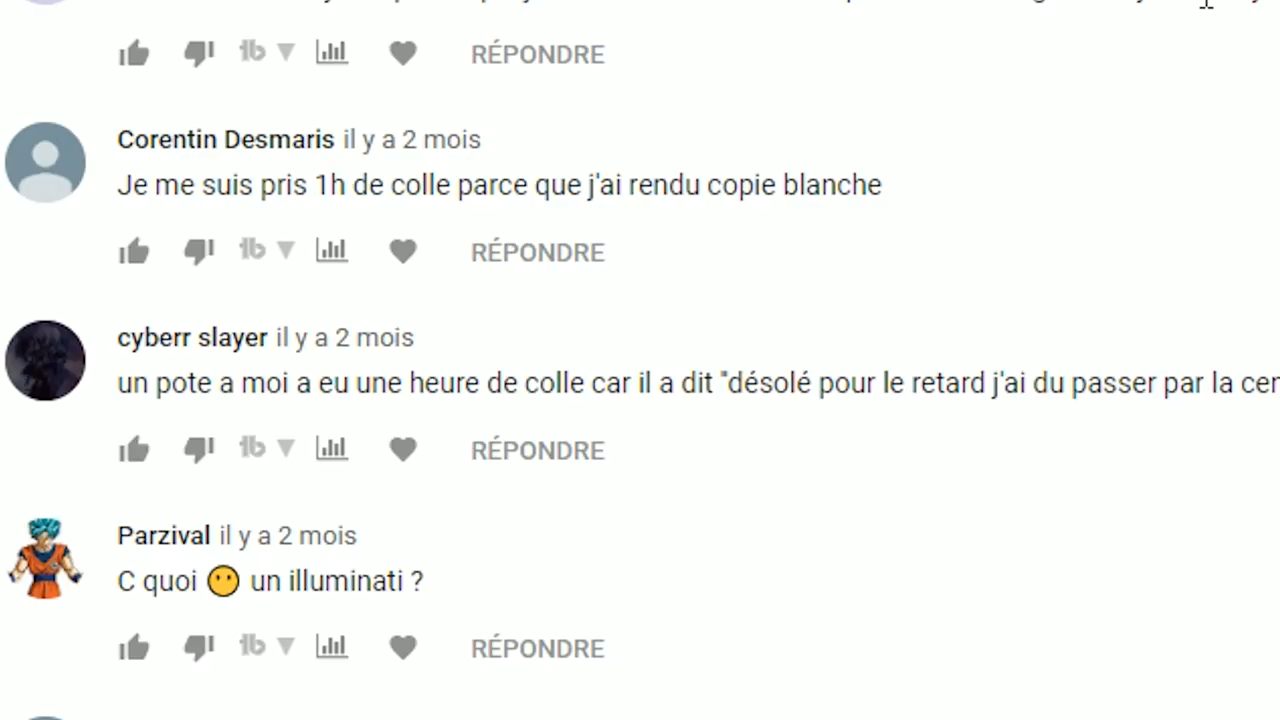 RÉPONDRE
Corentin Desmaris il y a 2 mois
Je me suis pris 1h de colle parce que j'ai rendu copie blanche
RÉPONDRE
cyberr slayer il y a 2 mois
un pote a moi a eu une heure de colle car il a dit "désolé pour le retard j'ai du passer par la
RÉPONDRE
Parzival il y a 2 mois
C quoi 😶 un illuminati ?
RÉPONDRE